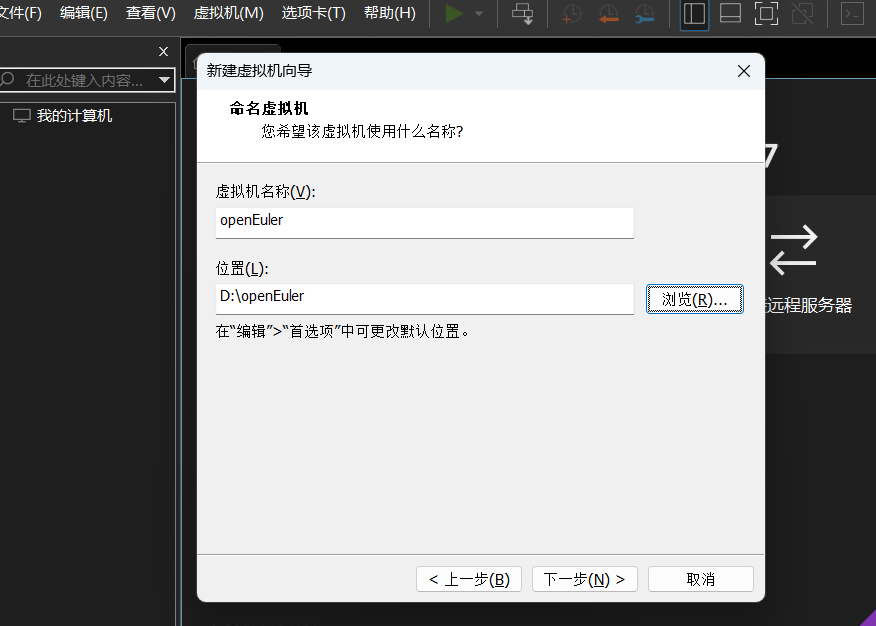 文件(F) 编辑(E) 查看(V) 虚拟机(M) 选项卡(T) 帮助(H)
在此处键入内容...
我的计算机
新建虚拟机向导
命名虚拟机
您希望该虚拟机使用什么名称?
7
虚拟机名称(V):
openEuler
位置(L):
D:\openEuler
浏览(R)...
远程服务器
在“编辑”>“首选项”中可更改默认位置。
< 上一步(B) 下一步(N) > 取消